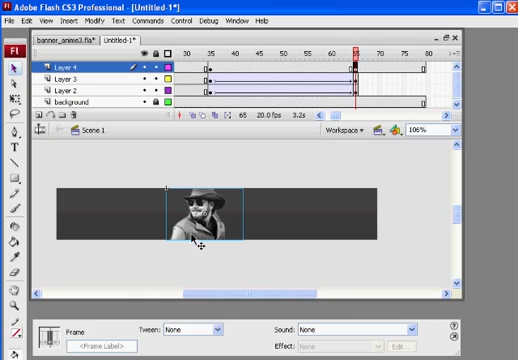 Adobe Flash CS3 Professional - [Untitled-1*]
File Edit View Insert Modify Text Commands Control Debug Window Help
Fl
banner_animo3.fla* Untitled-1*
30 35 40 45 50 55 60 65 70 75 80
Layer 4
Layer 3
Layer 2
background
65 20.0 fps 3.2s
Scene 1 Workspace 106%
Frame Tween: None Sound: None
<Frame Label> Effect: None Edit...